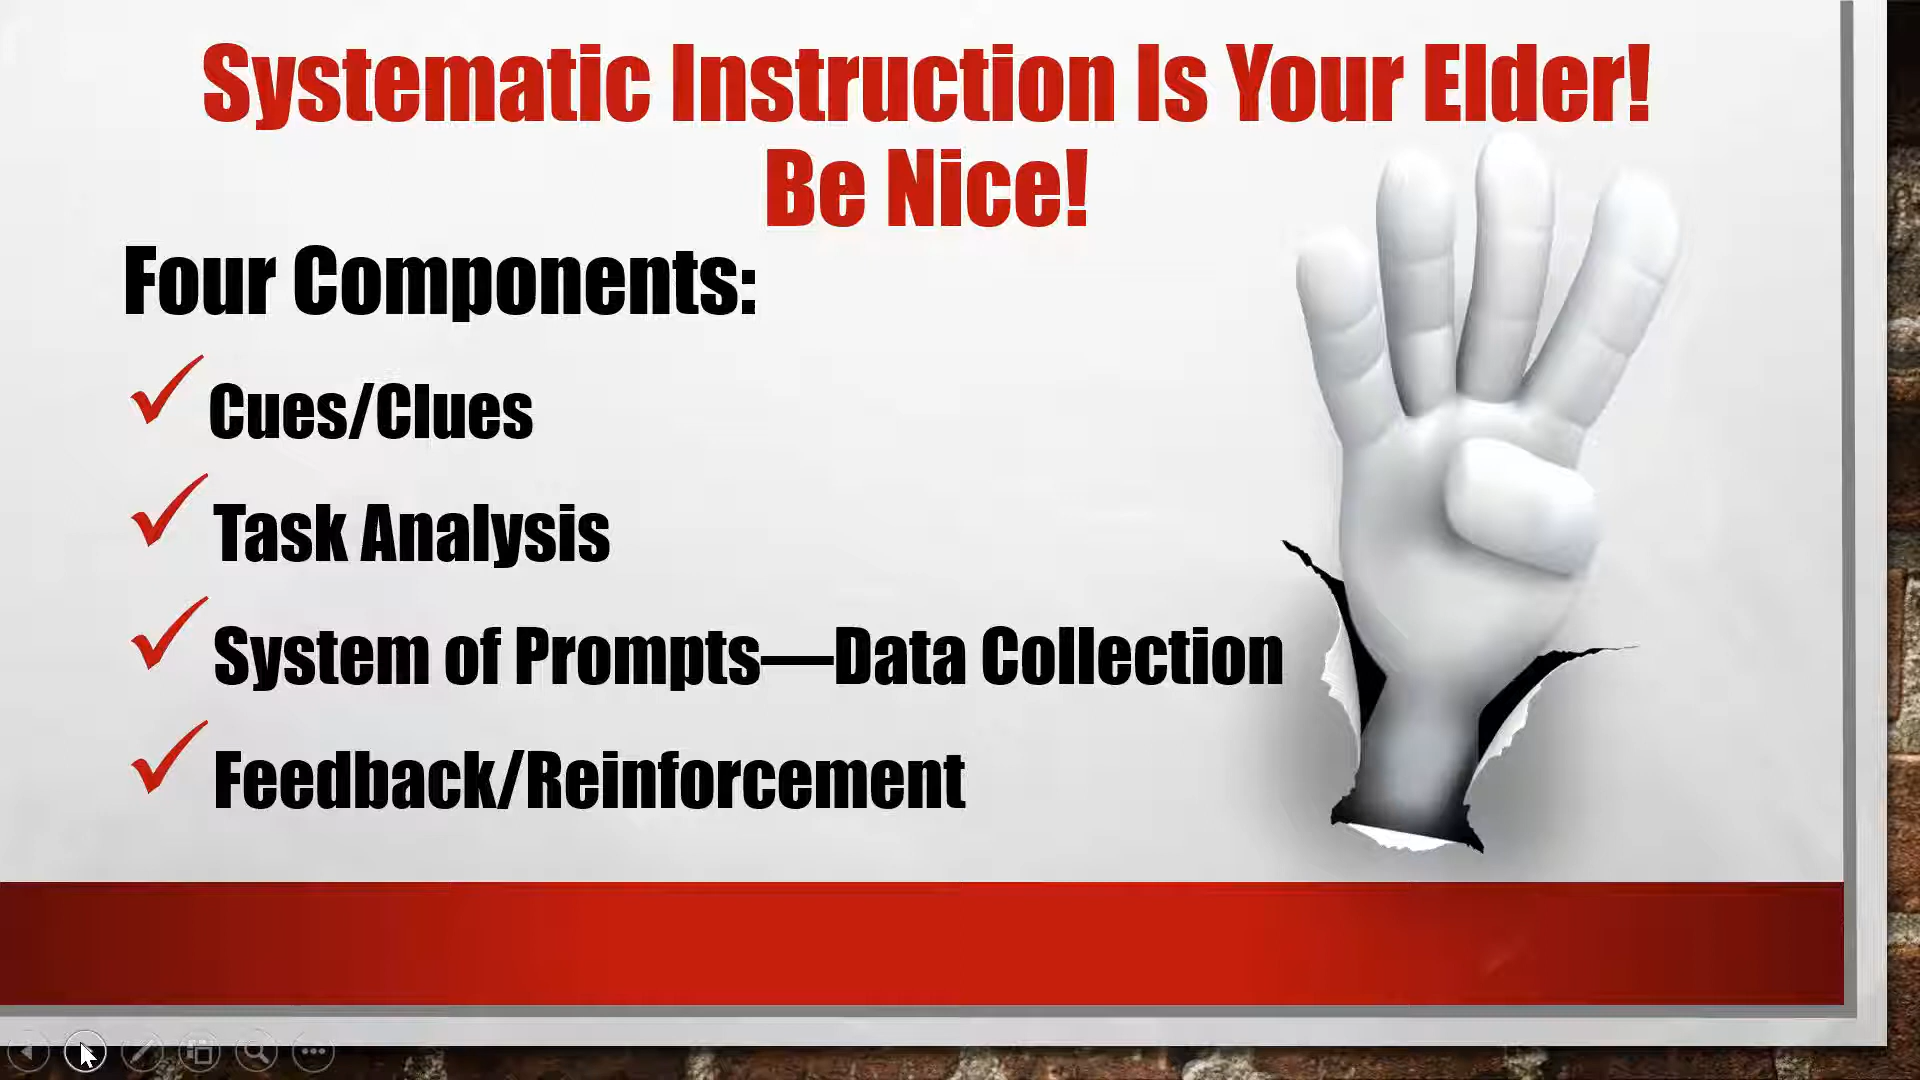 Systematic Instruction Is Your Elder!
Be Nice!
Four Components:
Cues/Clues
Task Analysis
System of Prompts—Data Collection
Feedback/Reinforcement